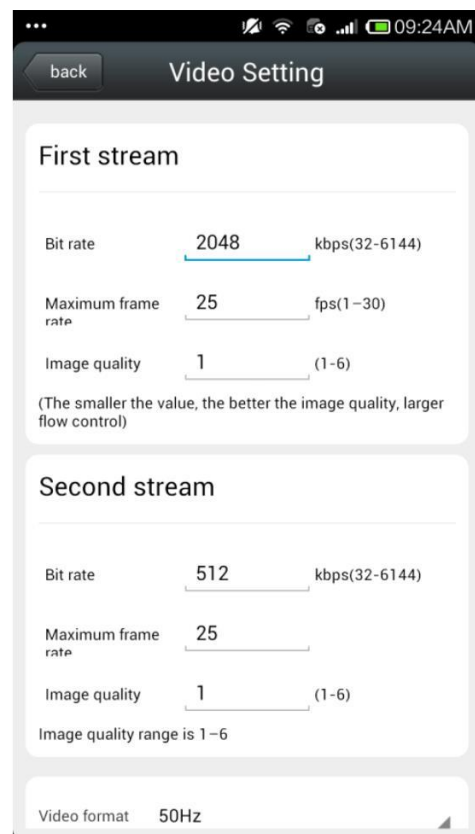 09:24AM
back Video Setting
First stream
Bit rate 2048 kbps(32-6144)
Maximum frame rate 25 fps(1-30)
Image quality 1 (1-6)
(The smaller the value, the better the image quality, larger
flow control)
Second stream
Bit rate 512 kbps(32-6144)
Maximum frame rate 25
Image quality 1 (1-6)
Image quality range is 1-6
Video format 50Hz